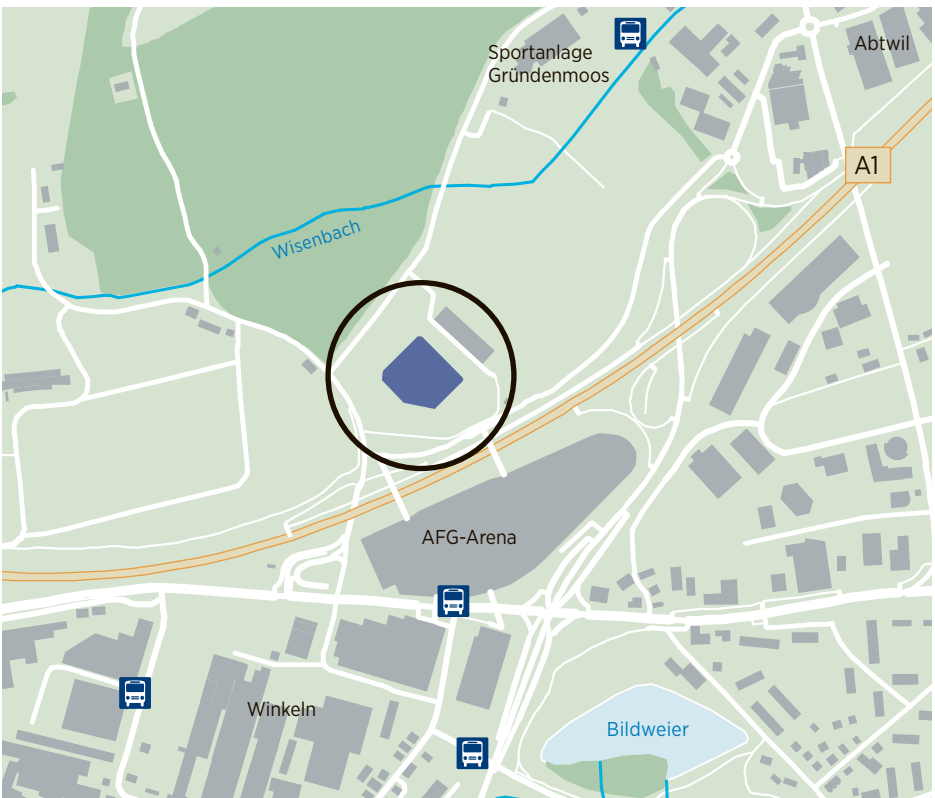 Sportanlage
Gründenmoos
Abtwil
A1
Wisenbach
AFG-Arena
Winkeln
Bildweier